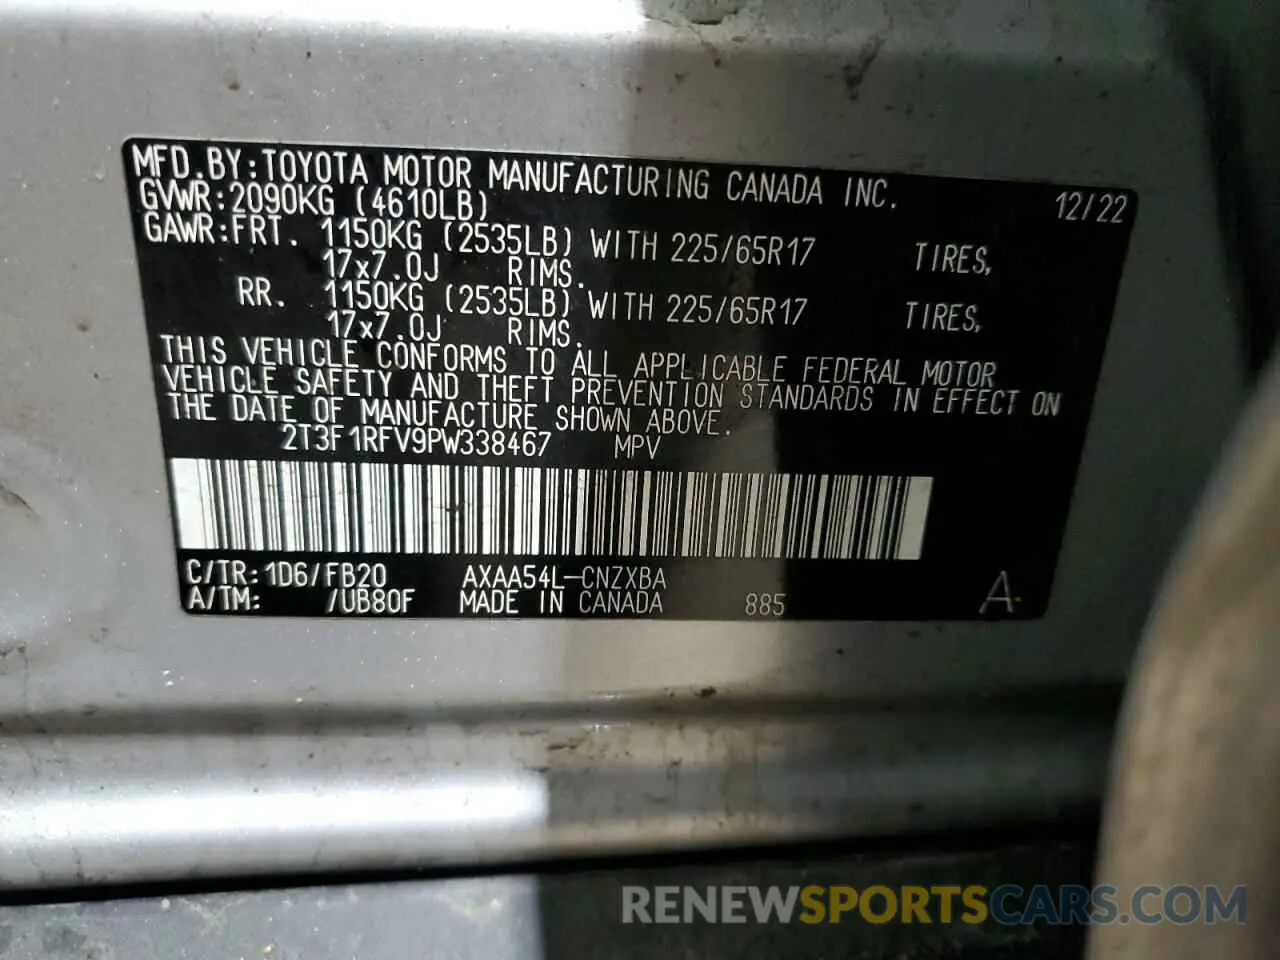 MFD.BY:TOYOTA MOTOR MANUFACTURING CANADA INC. 12/22
GVWR:2090KG (4610LB)
GAWR:FRT. 1150KG (2535LB) WITH 225/65R17 TIRES,
17x7.0J RIMS.
RR. 1150KG (2535LB) WITH 225/65R17 TIRES,
17x7.0J RIMS.
THIS VEHICLE CONFORMS TO ALL APPLICABLE FEDERAL MOTOR
VEHICLE SAFETY AND THEFT PREVENTION STANDARDS IN EFFECT ON
THE DATE OF MANUFACTURE SHOWN ABOVE.
2T3F1RFV9PW338467 MPV
C/TR:1D6/FB20 AXAA54L-CNZXBA
A/TM: /UB80F MADE IN CANADA 885 A
RENEWSPORTSCARS.COM